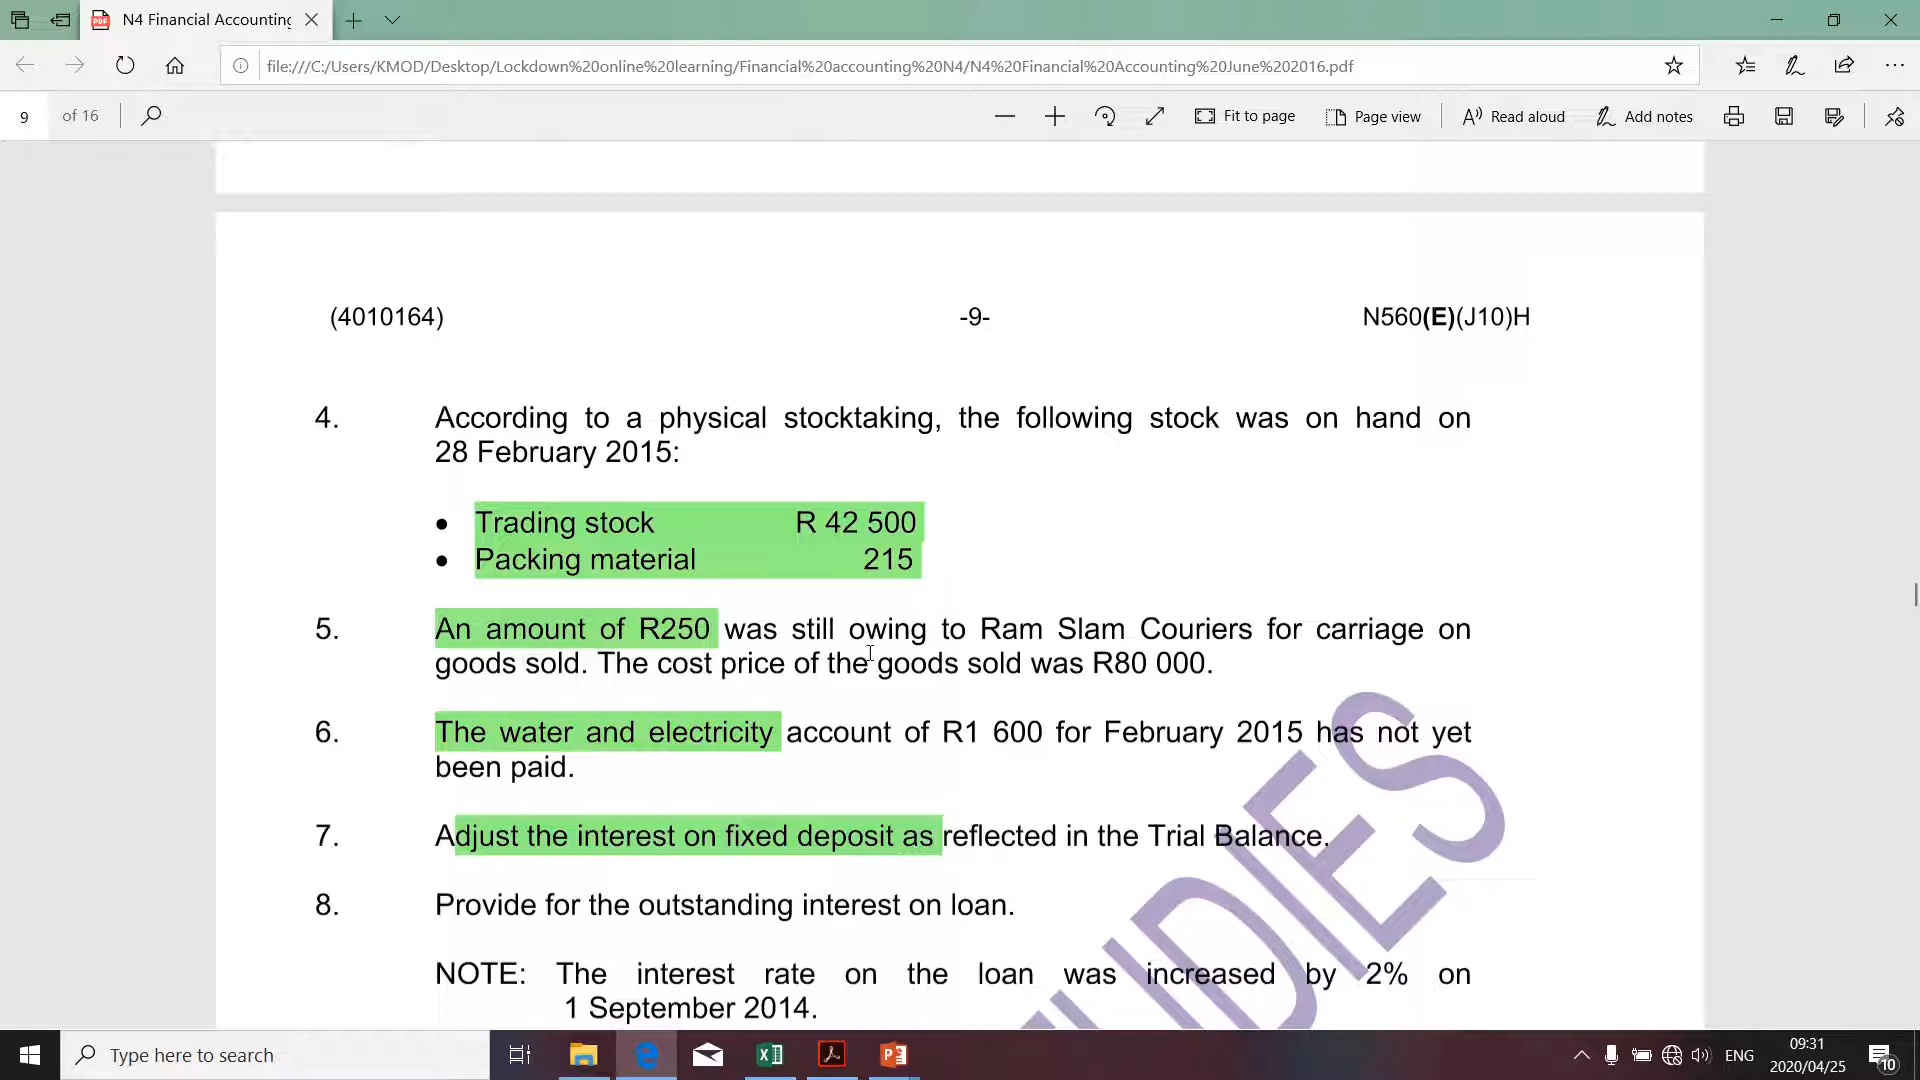 N4 Financial Accounting
file:///C:/Users/KMOD/Desktop/Lockdown%20online%20learning/Financial%20accounting%20N4/N4%20Financial%20Accounting%20June%202016.pdf
9 of 16 Fit to page Page view Read aloud Add notes
(4010164) -9- N560(E)(J10)H
4. According to a physical stocktaking, the following stock was on hand on
28 February 2015:
• Trading stock R 42 500
• Packing material 215
5. An amount of R250 was still owing to Ram Slam Couriers for carriage on
goods sold. The cost price of the goods sold was R80 000.
6. The water and electricity account of R1 600 for February 2015 has not yet
been paid.
7. Adjust the interest on fixed deposit as reflected in the Trial Balance.
8. Provide for the outstanding interest on loan.
NOTE: The interest rate on the loan was increased by 2% on
1 September 2014.
UDIES
Type here to search
ENG
09:31
2020/04/25
10